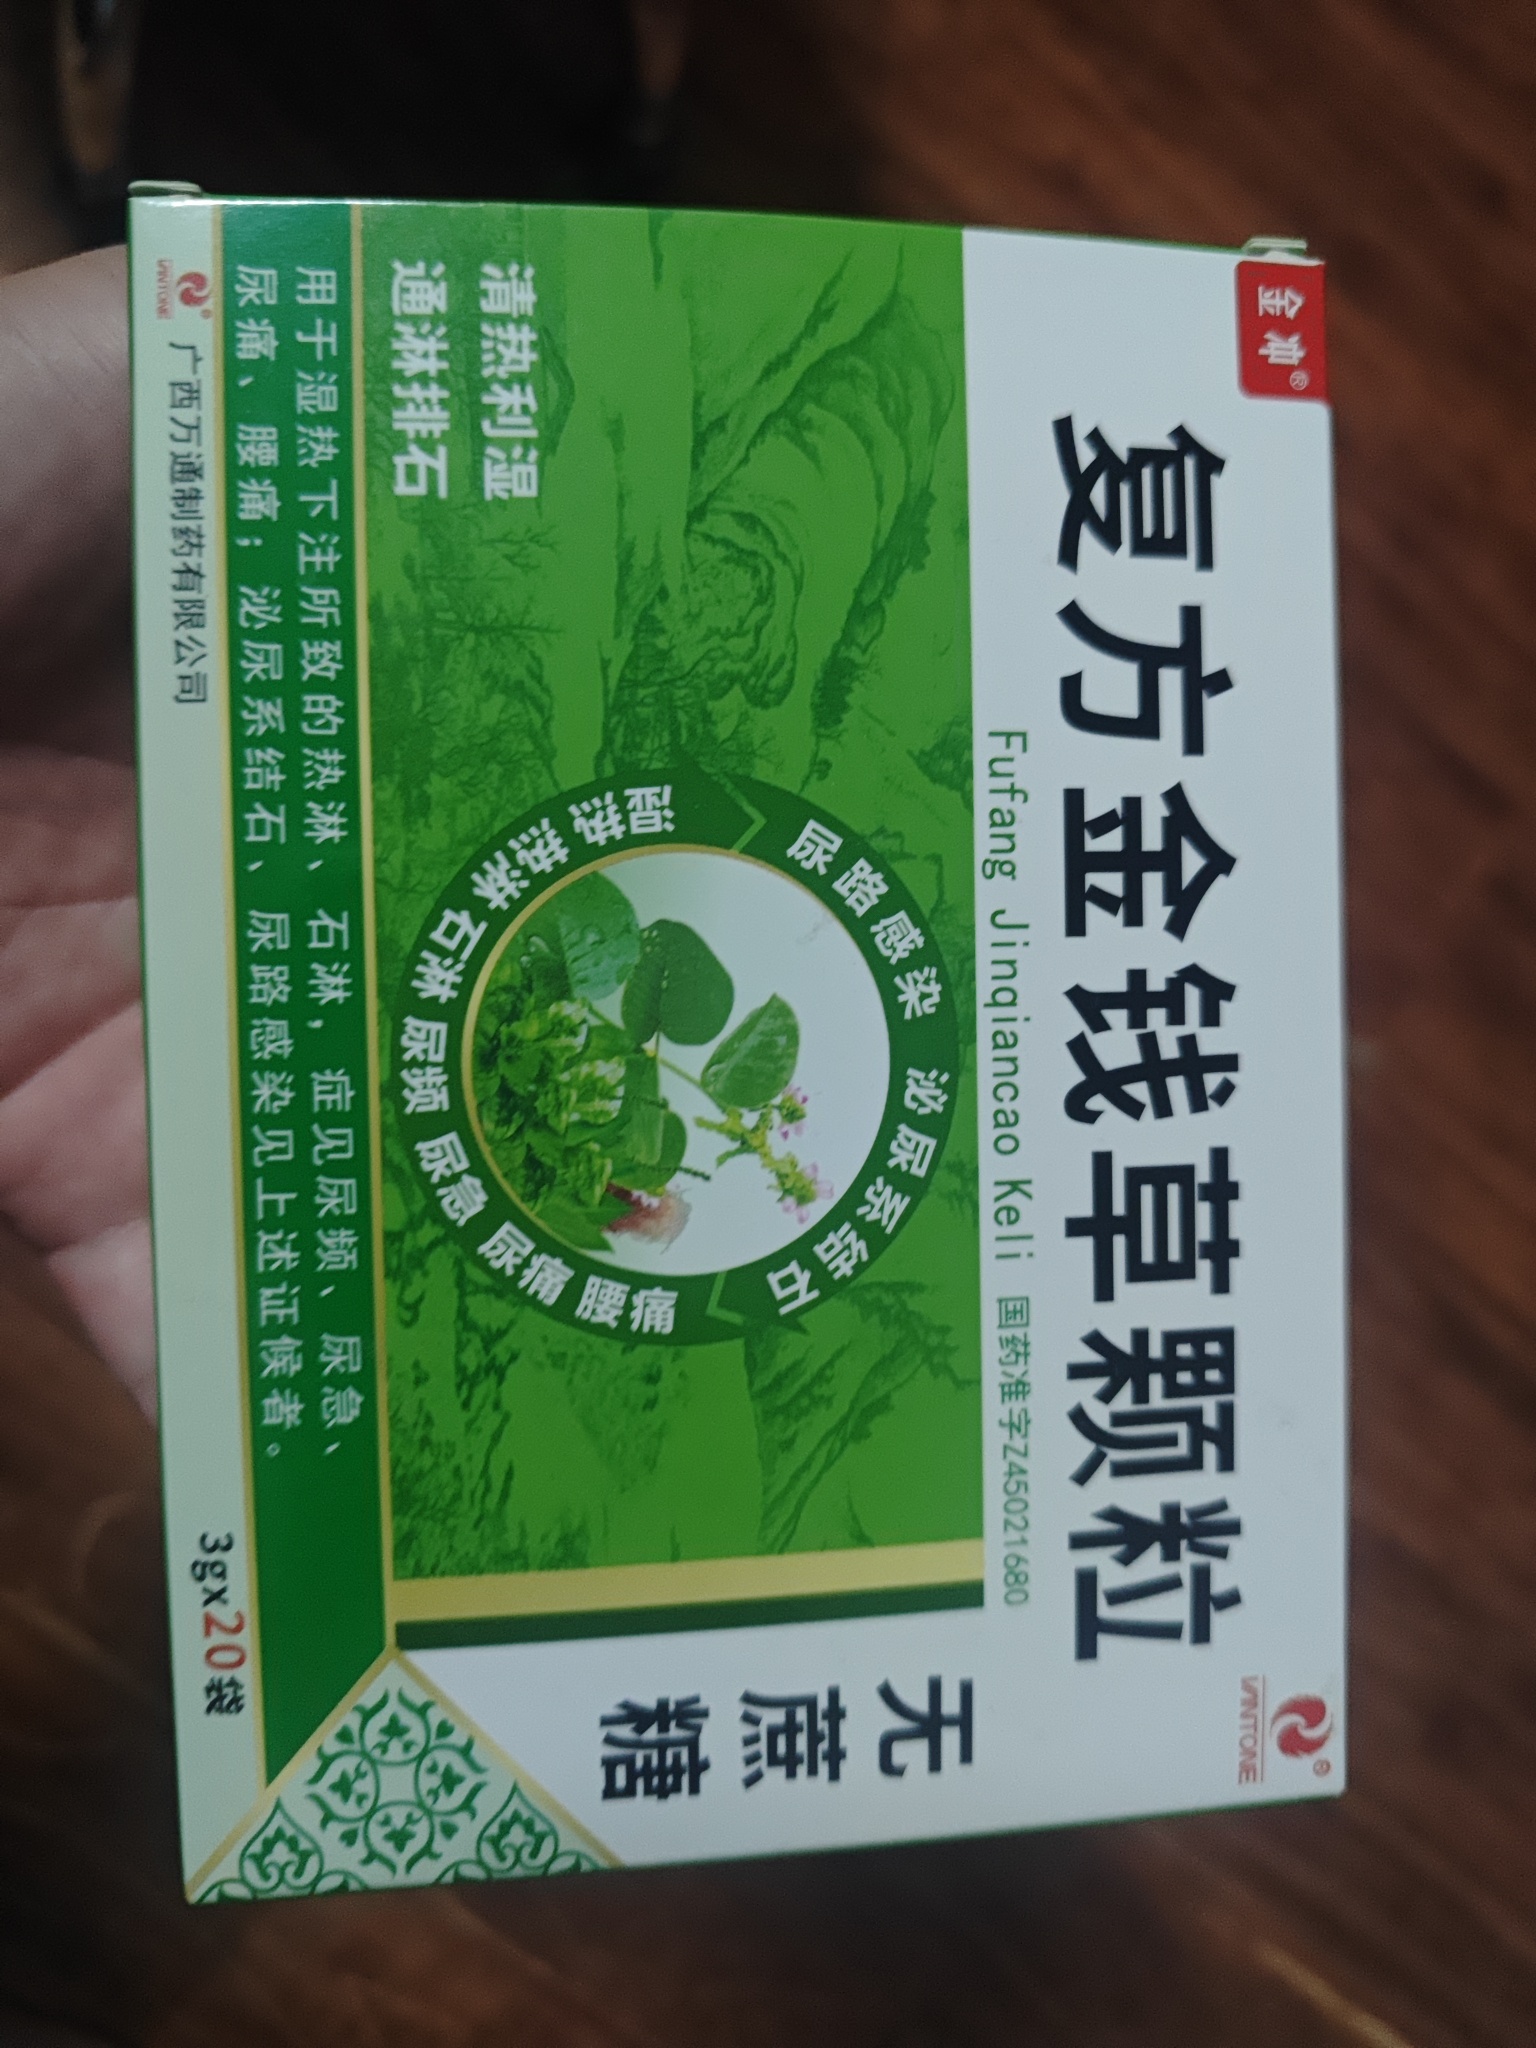 金冲®
VANTONE
复方金钱草颗粒
Fufang Jinqiancao Keli 国药准字Z45021680
无蔗糖
尿路感染 泌尿系结石
湿热 热淋 石淋 尿频 尿急 尿痛 腰痛
清热利湿
通淋排石
用于湿热下注所致的热淋、石淋，症见尿频、尿急、
尿痛、腰痛；泌尿系结石、尿路感染见上述证候者。
VANTONE
广西万通制药有限公司
3gx20袋